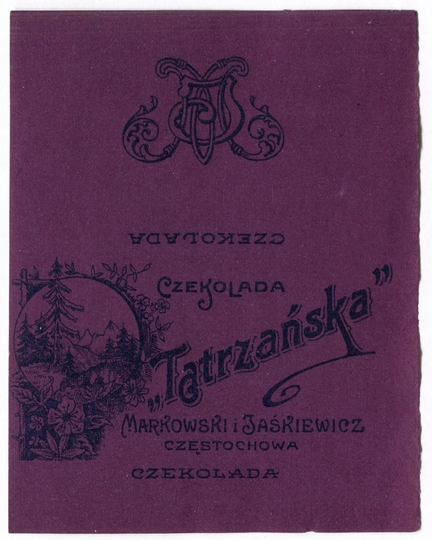 CZEKOLADA
CZEKOLADA
„Tatrzańska”
MARKOWSKI i JAŚKIEWICZ
CZĘSTOCHOWA
CZEKOLADA